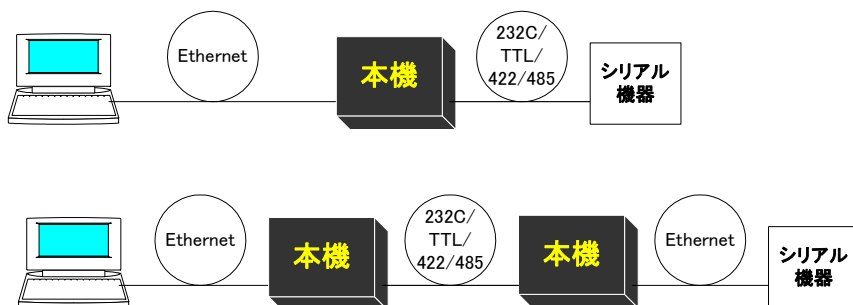 Ethernet
本機
232C/
TTL/
422/485
シリアル
機器
Ethernet
本機
232C/
TTL/
422/485
本機
Ethernet
シリアル
機器